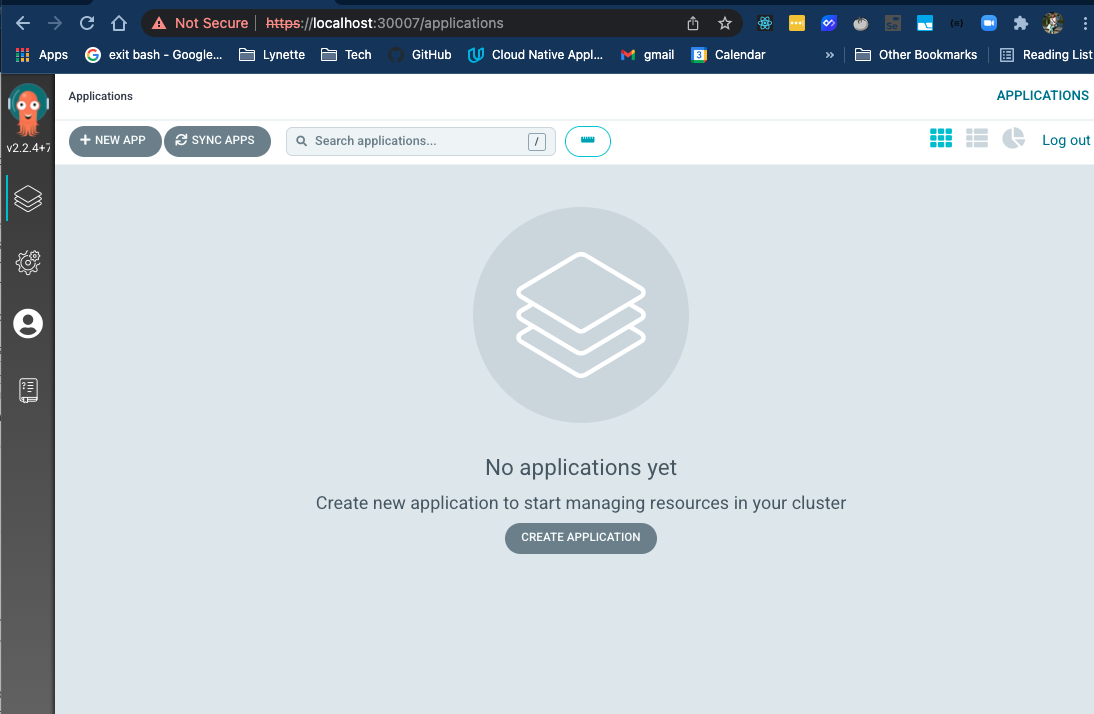 Not Secure https://localhost:30007/applications
Apps exit bash - Google... Lynette Tech GitHub Cloud Native Appl... gmail 3 Calendar » Other Bookmarks Reading List
Applications APPLICATIONS
v2.2.4+7
+ NEW APP SYNC APPS Search applications... / Log out
No applications yet
Create new application to start managing resources in your cluster
CREATE APPLICATION